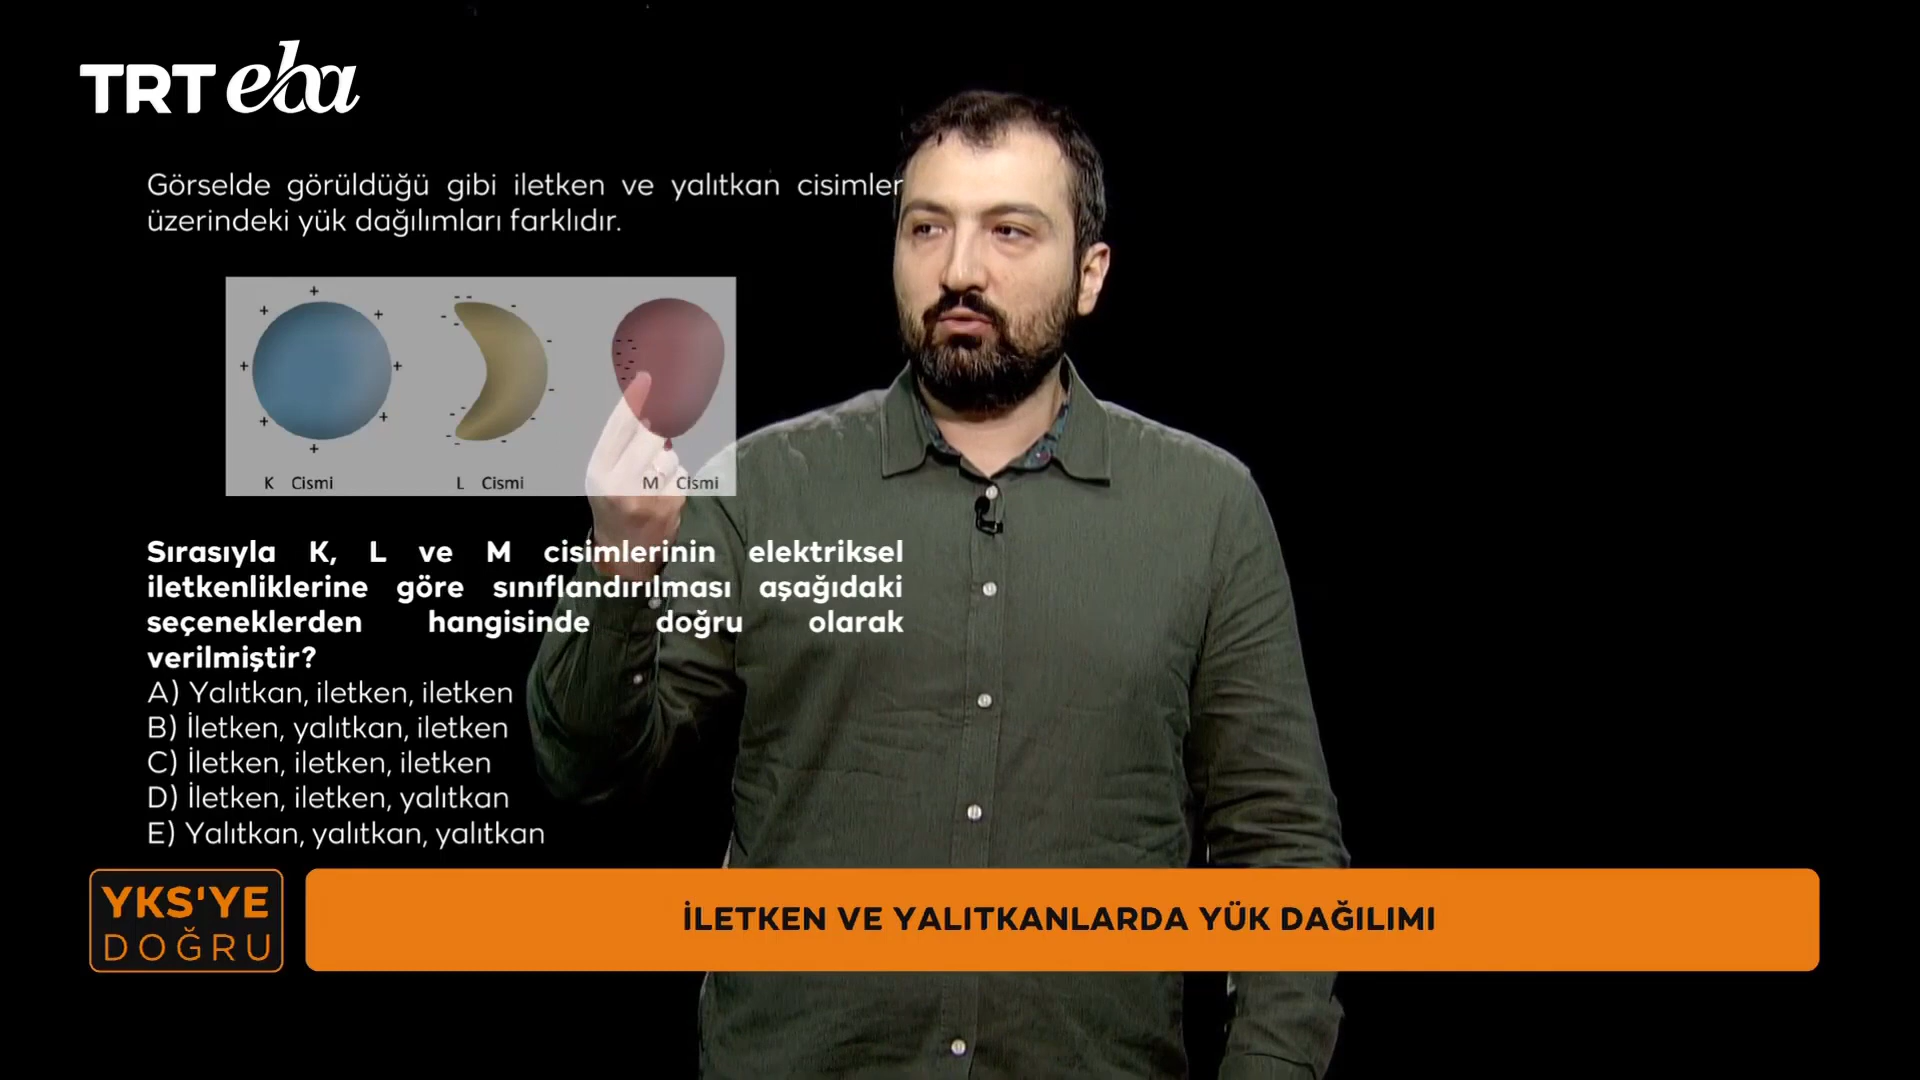 TRT eba
Görselde görüldüğü gibi iletken ve yalıtkan cisimler
üzerindeki yük dağılımları farklıdır.
K Cismi
L Cismi
M Cismi
Sırasıyla K, L ve M cisimlerinin elektriksel
iletkenliklerine göre sınıflandırılması aşağıdaki
seçeneklerden hangisinde doğru olarak
verilmiştir?
A) Yalıtkan, iletken, iletken
B) İletken, yalıtkan, iletken
C) İletken, iletken, iletken
D) İletken, iletken, yalıtkan
E) Yalıtkan, yalıtkan, yalıtkan
YKS'YE
DOĞRU
İLETKEN VE YALITKANLARDA YÜK DAĞILIMI